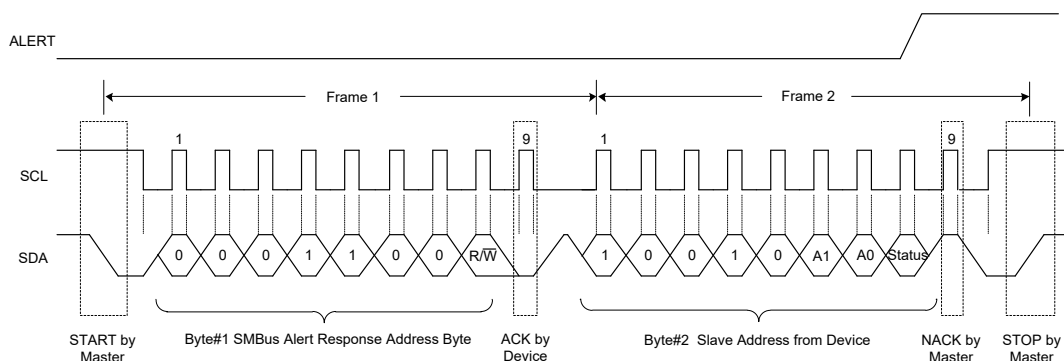 ALERT
Frame 1
Frame 2
1
9
1
9
SCL
SDA
0
0
0
1
1
0
0
R/W
1
0
0
1
0
A1
A0
Status
START by
Master
Byte#1 SMBus Alert Response Address Byte
ACK by
Device
Byte#2 Slave Address from Device
NACK by
Master
STOP by
Master